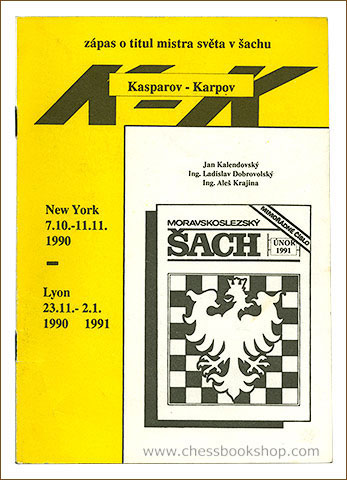 zápas o titul mistra světa v šachu
K-K
Kasparov - Karpov
Jan Kalendovský
Ing. Ladislav Dobrovolský
Ing. Aleš Krajina
New York
7.10.-11.11.
1990
–
Lyon
23.11.- 2.1.
1990 1991
MIMOŘÁDNÉ ČÍSLO
MORAVSKOSLEZSKÝ
ŠACH
ÚNOR
1991
www.chessbookshop.com